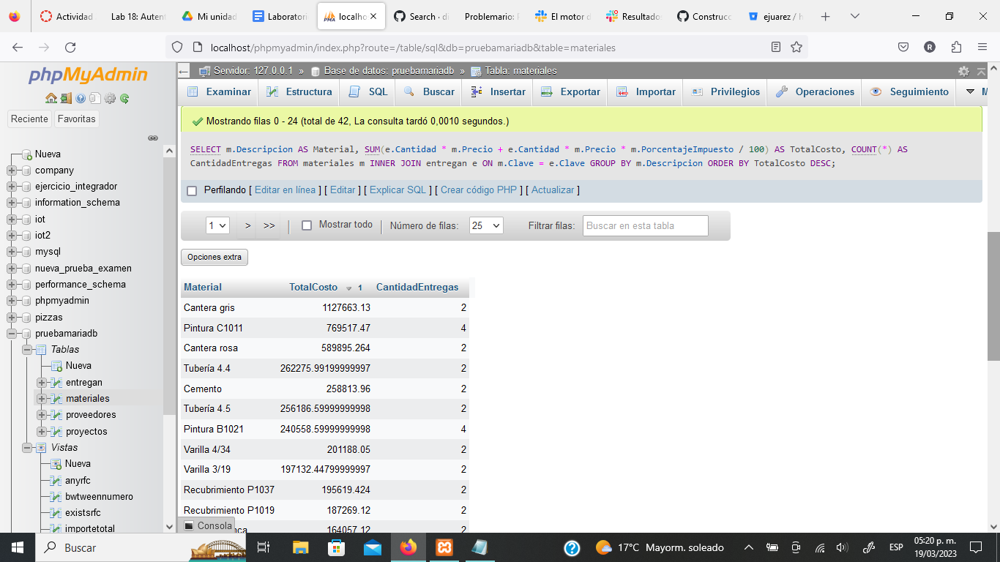 Actividad
Lab 18: Autent
Mi unidad
Laboratori
localho
Search · di
Problemario: P
El motor d
Resultados
Construcc
ejuarez / h
localhost/phpmyadmin/index.php?route=/table/sql&db=pruebamariadb&table=materiales
R
phpMyAdmin
Reciente
Favoritas
Nueva
company
ejercicio_integrador
information_schema
iot
iot2
mysql
nueva_prueba_examen
performance_schema
phpmyadmin
pizzas
pruebamariadb
Tablas
Nueva
entregan
materiales
proveedores
proyectos
Vistas
Nueva
anyrfc
bwtweennumero
existsrfc
importetotal
Servidor: 127.0.0.1 » Base de datos: pruebamariadb » Tabla: materiales
Examinar Estructura SQL Buscar Insertar Exportar Importar Privilegios Operaciones Seguimiento M
Mostrando filas 0 - 24 (total de 42, La consulta tardó 0,0010 segundos.)
SELECT m.Descripcion AS Material, SUM(e.Cantidad * m.Precio + e.Cantidad * m.Precio * m.PorcentajeImpuesto / 100) AS TotalCosto, COUNT(*) AS
CantidadEntregas FROM materiales m INNER JOIN entregan e ON m.Clave = e.Clave GROUP BY m.Descripcion ORDER BY TotalCosto DESC;
Perfilando [ Editar en línea ] [ Editar ] [ Explicar SQL ] [ Crear código PHP ] [ Actualizar ]
1 > >> | Mostrar todo | Número de filas: 25 Filtrar filas: Buscar en esta tabla
Opciones extra
Material TotalCosto 1 CantidadEntregas
Cantera gris 1127663.13 2
Pintura C1011 769517.47 4
Cantera rosa 589895.264 2
Tubería 4.4 262275.99199999997 2
Cemento 258813.96 2
Tubería 4.5 256186.59999999998 2
Pintura B1021 240558.59999999998 4
Varilla 4/34 201188.05 2
Varilla 3/19 197132.44799999997 2
Recubrimiento P1037 195619.424 2
Recubrimiento P1019 187269.12 2
164057.12 2
Consola
Buscar
17°C Mayorm. soleado
ESP
05:20 p. m.
19/03/2023